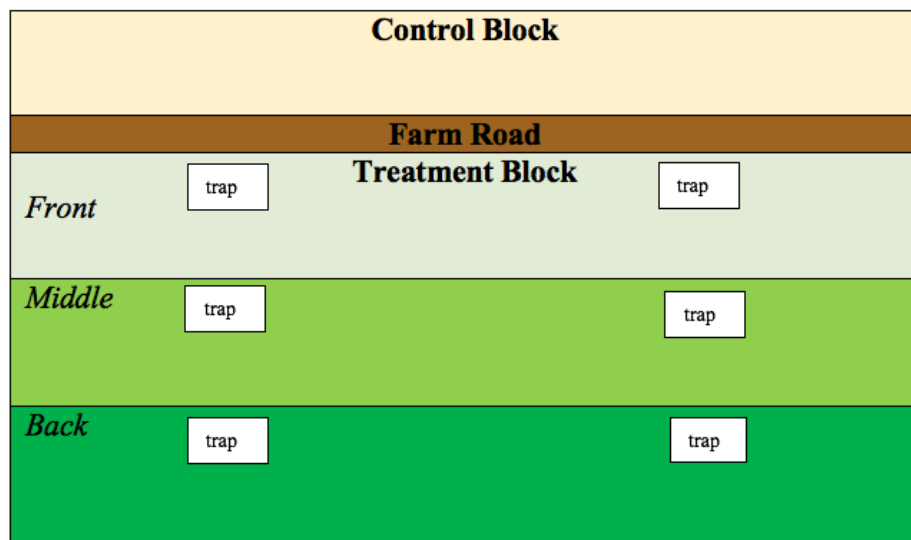 Control Block
Farm Road
Treatment Block
trap
trap
Front
Middle
trap
trap
Back
trap
trap